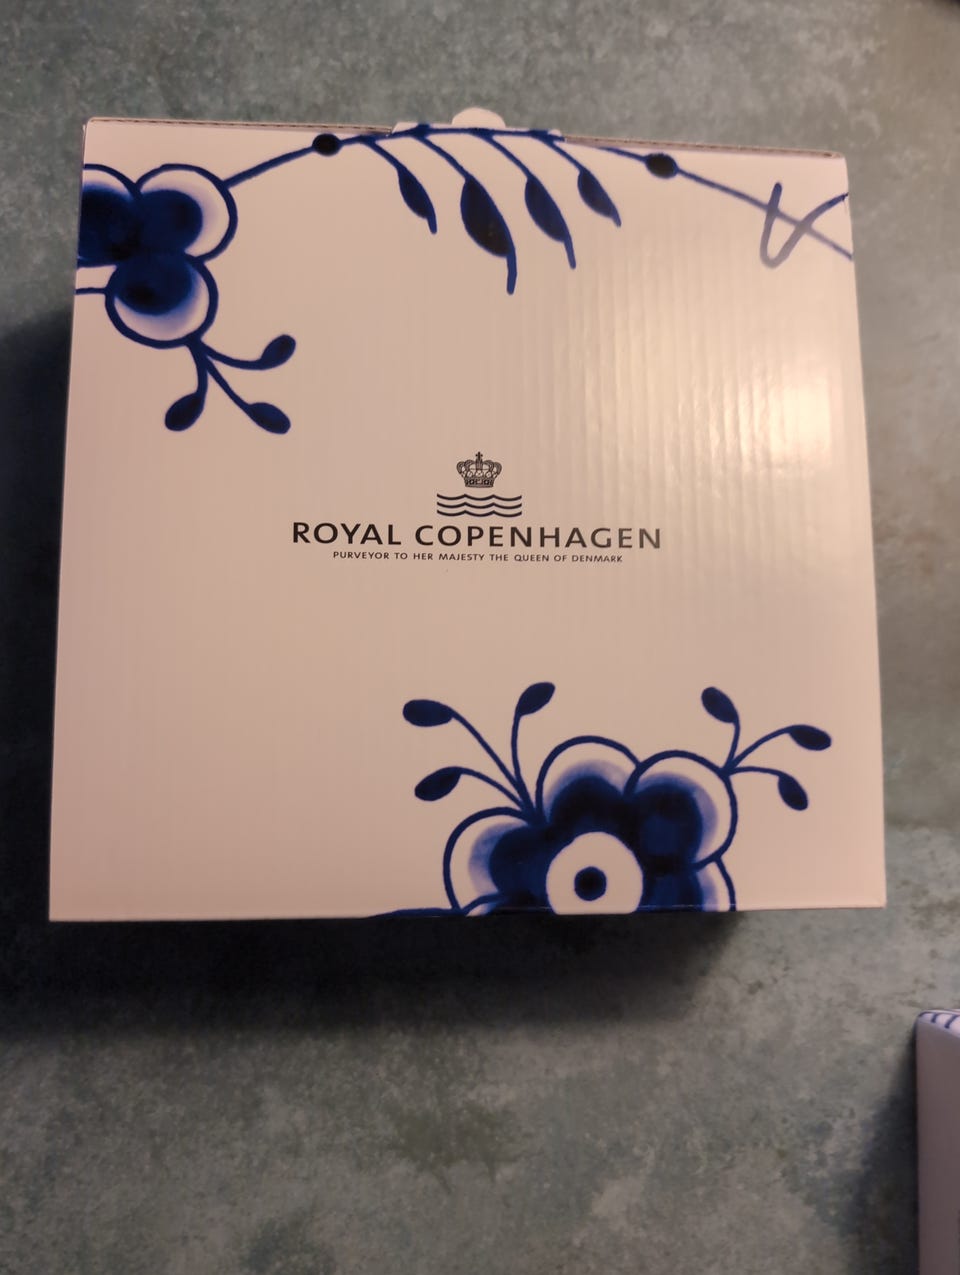 ROYAL COPENHAGEN
PURVEYOR TO HER MAJESTY THE QUEEN OF DENMARK